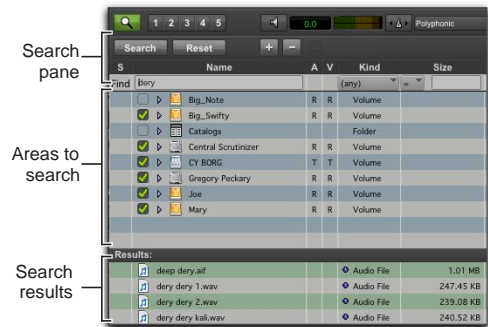 1 2 3 4 5 0.0 Polyphonic
Search Reset + −
S Name A V Kind Size
Find dery (any) =
Big_Note R R Volume
Big_Swifty R R Volume
Catalogs Folder
Central Scrutinizer R R Volume
CY BORG T T Volume
Gregory Peckary R R Volume
Joe R R Volume
Mary R R Volume
Results:
deep dery.aif Audio File 1.01 MB
dery dery 1.wav Audio File 247.45 KB
dery dery 2.wav Audio File 239.08 KB
dery dery kali.wav Audio File 240.52 KB
Search
pane
Areas to
search
Search
results